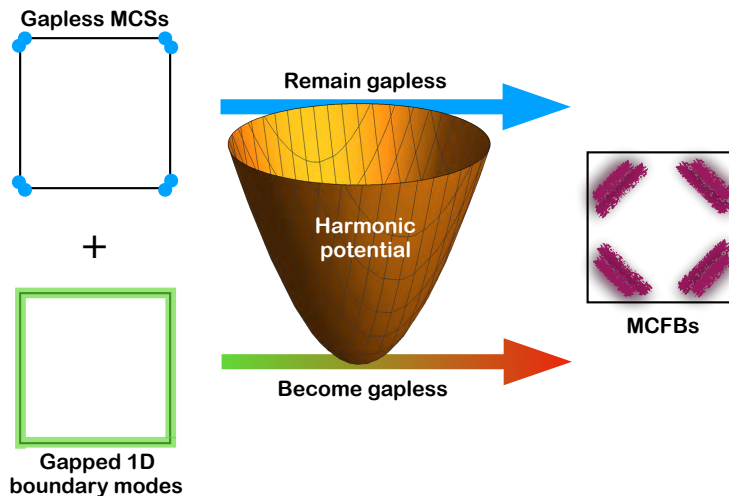 Gapless MCSs
Remain gapless
Harmonic
potential
+
MCFBs
Become gapless
Gapped 1D
boundary modes